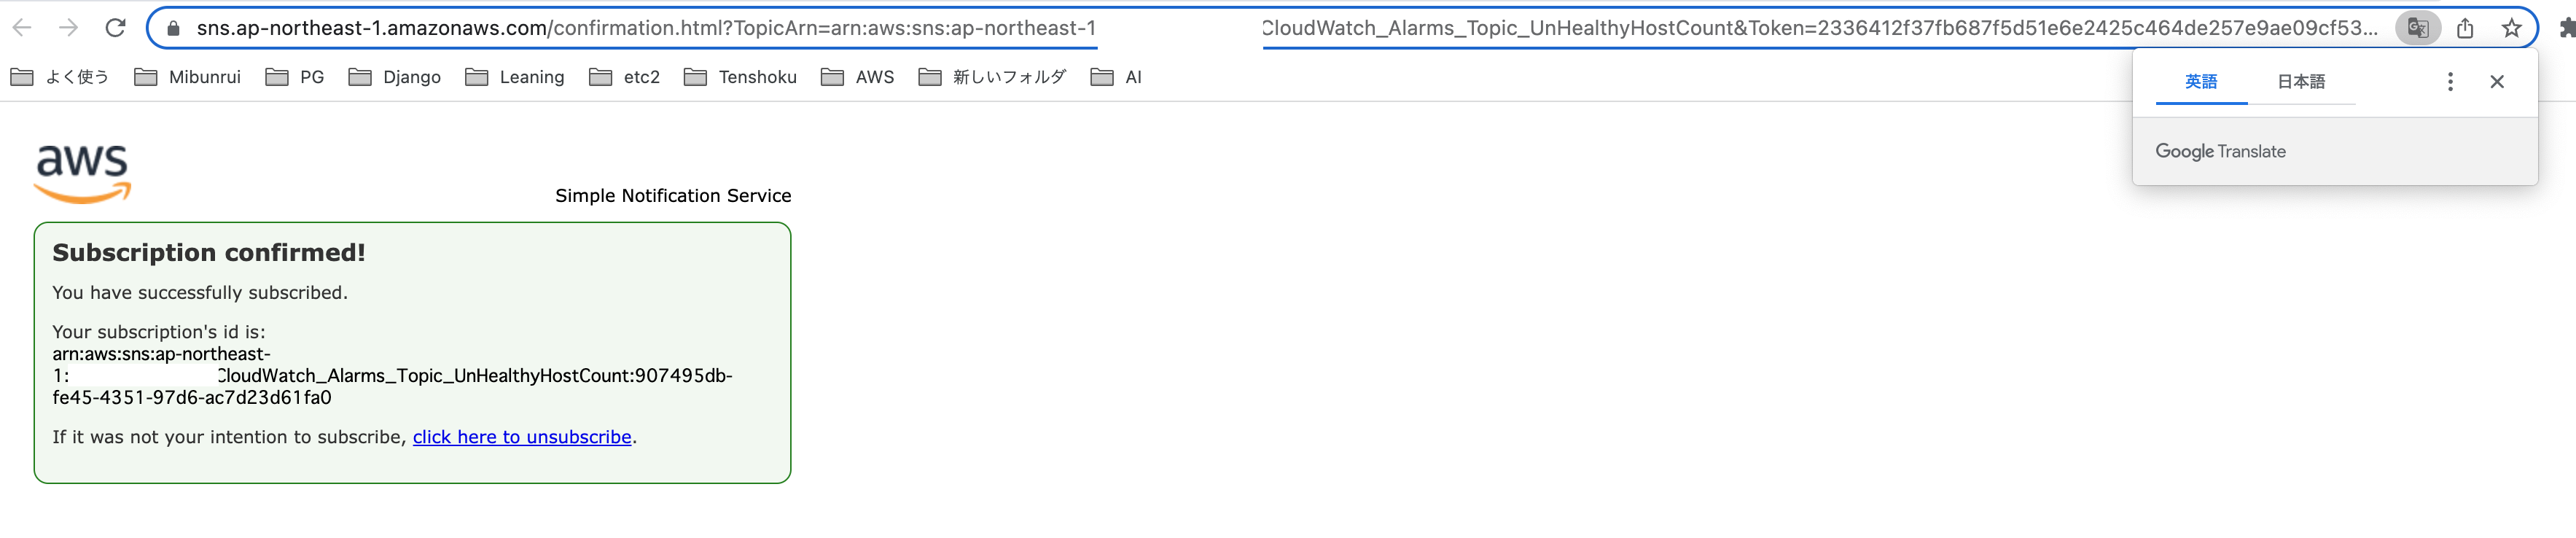 sns.ap-northeast-1.amazonaws.com/confirmation.html?TopicArn=arn:aws:sns:ap-northeast-1 CloudWatch_Alarms_Topic_UnHealthyHostCount&Token=2336412f37fb687f5d51e6e2425c464de257e9ae09cf53...
よく使う Mibunrui PG Django Leaning etc2 Tenshoku AWS 新しいフォルダ AI
英語 日本語
Google Translate
aws
Simple Notification Service
Subscription confirmed!
You have successfully subscribed.
Your subscription's id is:
arn:aws:sns:ap-northeast-
1: CloudWatch_Alarms_Topic_UnHealthyHostCount:907495db-
fe45-4351-97d6-ac7d23d61fa0
If it was not your intention to subscribe, click here to unsubscribe.